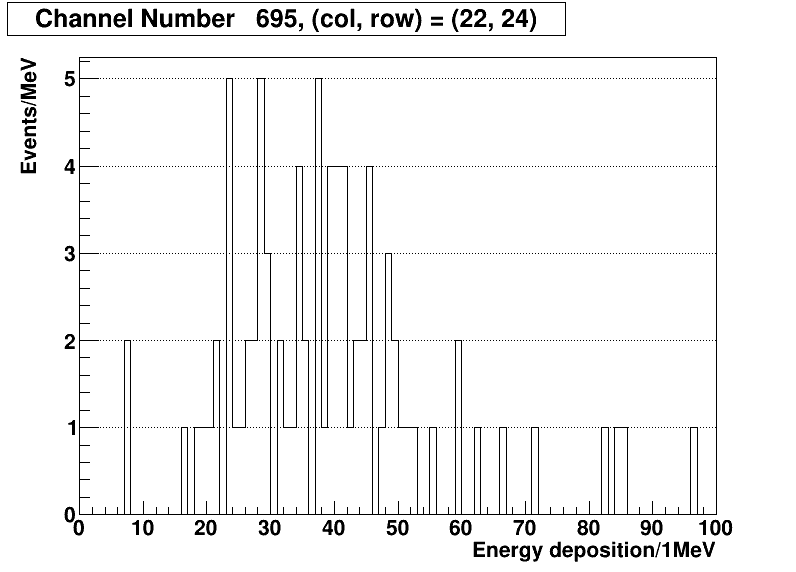 Channel Number 695, (col, row) = (22, 24)
Events/MeV
5
4
3
2
1
0
0 10 20 30 40 50 60 70 80 90 100
Energy deposition/1MeV